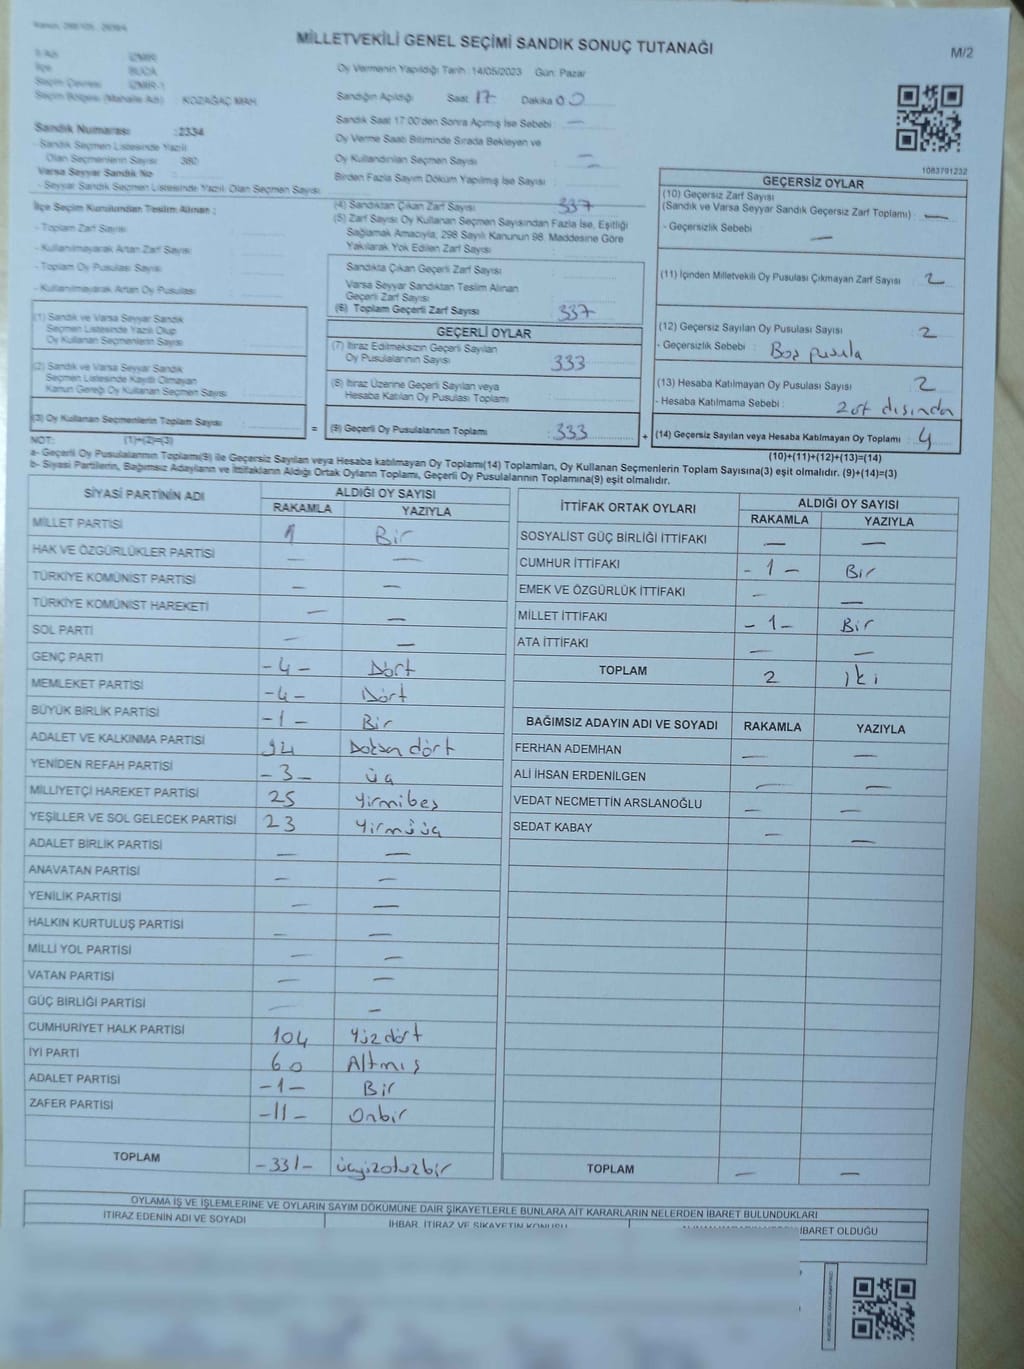 MİLLETVEKİLİ GENEL SEÇİMİ SANDIK SONUÇ TUTANAĞI
M/2
İl Adı İZMİR
İlçe BUCA
Seçim Çevresi İZMİR-1
Seçim Bölgesi (Mahalle Adı) : KOZAĞAÇ MAH.
Sandık Numarası :2334
- Sandık Seçmen Listesinde Yazılı
Olan Seçmenlerin Sayısı 380
Varsa Seyyar Sandık No
- Seyyar Sandık Seçmen Listesinde Yazılı Olan Seçmen Sayısı :
Oy Vermenin Yapıldığı Tarih :14/05/2023 Gün: Pazar
Sandığın Açıldığı Saat 17 Dakika 00
Sandık Saat 17.00'den Sonra Açılmış İse Sebebi : —
Oy Verme Saati Bitiminde Sırada Bekleyen ve
Oy Kullandırılan Seçmen Sayısı : —
Birden Fazla Sayım Döküm Yapılmış İse Sayısı : —
1083791232
İlçe Seçim Kurulundan Teslim Alınan ;
- Toplam Zarf Sayısı
- Kullanılmayarak Artan Zarf Sayısı
- Toplam Oy Pusulası Sayısı
- Kullanılmayarak Artan Oy Pusulası
(4) Sandıktan Çıkan Zarf Sayısı : 337
(5) Zarf Sayısı Oy Kullanan Seçmen Sayısından Fazla İse, Eşitliği
Sağlamak Amacıyla, 298 Sayılı Kanunun 98. Maddesine Göre
Yakılarak Yok Edilen Zarf Sayısı :
Sandıkta Çıkan Geçerli Zarf Sayısı :
Varsa Seyyar Sandıktan Teslim Alınan
Geçerli Zarf Sayısı :
(6) Toplam Geçerli Zarf Sayısı : 337
GEÇERSİZ OYLAR
(10) Geçersiz Zarf Sayısı
(Sandık ve Varsa Seyyar Sandık Geçersiz Zarf Toplamı) : —
- Geçersizlik Sebebi : —
(11) İçinden Milletvekili Oy Pusulası Çıkmayan Zarf Sayısı : 2
(12) Geçersiz Sayılan Oy Pusulası Sayısı : 2
- Geçersizlik Sebebi : Boş pusula
(13) Hesaba Katılmayan Oy Pusulası Sayısı : 2
- Hesaba Katılmama Sebebi : Zarf dışında
(14) Geçersiz Sayılan veya Hesaba Katılmayan Oy Toplamı : 4
(10)+(11)+(12)+(13)=(14)
(1) Sandık ve Varsa Seyyar Sandık
Seçmen Listesinde Yazılı Olup
Oy Kullanan Seçmenlerin Sayısı :
(2) Sandık ve Varsa Seyyar Sandık
Seçmen Listesinde Kayıtlı Olmayan
Kanun Gereği Oy Kullanan Seçmen Sayısı :
(3) Oy Kullanan Seçmenlerin Toplam Sayısı :
GEÇERLİ OYLAR
(7) İtiraz Edilmeksizin Geçerli Sayılan
Oy Pusulalarının Sayısı : 333
(8) İtiraz Üzerine Geçerli Sayılan veya
Hesaba Katılan Oy Pusulası Toplamı :
= (9) Geçerli Oy Pusulalarının Toplamı : 333 +
NOT: (1)+(2)=(3)
a- Geçerli Oy Pusulalarının Toplamı(9) ile Geçersiz Sayılan veya Hesaba katılmayan Oy Toplamı(14) Toplamları, Oy Kullanan Seçmenlerin Toplam Sayısına(3) eşit olmalıdır. (9)+(14)=(3)
b- Siyasi Partilerin, Bağımsız Adayların ve İttifakların Aldığı Ortak Oyların Toplamı, Geçerli Oy Pusulalarının Toplamına(9) eşit olmalıdır.
SİYASİ PARTİNİN ADI ALDIĞI OY SAYISI
RAKAMLA YAZIYLA
MİLLET PARTİSİ 1 Bir
HAK VE ÖZGÜRLÜKLER PARTİSİ — —
TÜRKİYE KOMÜNİST PARTİSİ — —
TÜRKİYE KOMÜNİST HAREKETİ — —
SOL PARTİ — —
GENÇ PARTİ -4- Dört
MEMLEKET PARTİSİ -4- Dört
BÜYÜK BİRLİK PARTİSİ -1- Bir
ADALET VE KALKINMA PARTİSİ 94 Doksan dört
YENİDEN REFAH PARTİSİ -3- üç
MİLLİYETÇİ HAREKET PARTİSİ 25 Yirmibeş
YEŞİLLER VE SOL GELECEK PARTİSİ 23 Yirmiüç
ADALET BİRLİK PARTİSİ — —
ANAVATAN PARTİSİ — —
YENİLİK PARTİSİ — —
HALKIN KURTULUŞ PARTİSİ — —
MİLLİ YOL PARTİSİ — —
VATAN PARTİSİ — —
GÜÇ BİRLİĞİ PARTİSİ — —
CUMHURİYET HALK PARTİSİ 104 Yüzdört
İYİ PARTİ 60 Altmış
ADALET PARTİSİ -1- Bir
ZAFER PARTİSİ -11- Onbir
TOPLAM -331- üçyüzotuzbir
İTTİFAK ORTAK OYLARI ALDIĞI OY SAYISI
RAKAMLA YAZIYLA
SOSYALİST GÜÇ BİRLİĞİ İTTİFAKI — —
CUMHUR İTTİFAKI -1- Bir
EMEK VE ÖZGÜRLÜK İTTİFAKI — —
MİLLET İTTİFAKI -1- Bir
ATA İTTİFAKI — —
TOPLAM 2 iki
BAĞIMSIZ ADAYIN ADI VE SOYADI RAKAMLA YAZIYLA
FERHAN ADEMHAN — —
ALİ İHSAN ERDENİLGEN — —
VEDAT NECMETTİN ARSLANOĞLU — —
SEDAT KABAY — —
TOPLAM — —
OYLAMA İŞ VE İŞLEMLERİNE VE OYLARIN SAYIM DÖKÜMÜNE DAİR ŞİKAYETLERLE BUNLARA AİT KARARLARIN NELERDEN İBARET BULUNDUKLARI
İTİRAZ EDENİN ADI VE SOYADI İHBAR, İTİRAZ VE ŞİKAYETİN KONUSU İBARET OLDUĞU